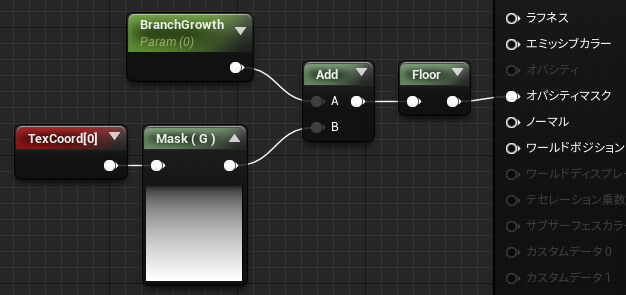 BranchGrowth
Param (0)
Add
A
B
Floor
TexCoord[0]
Mask ( G )
ラフネス
エミッシブカラー
オパシティ
オパシティマスク
ノーマル
ワールドポジション
ワールドディスプレ
テセレーション乗数
サブサーフェスカラ
カスタムデータ 0
カスタムデータ 1